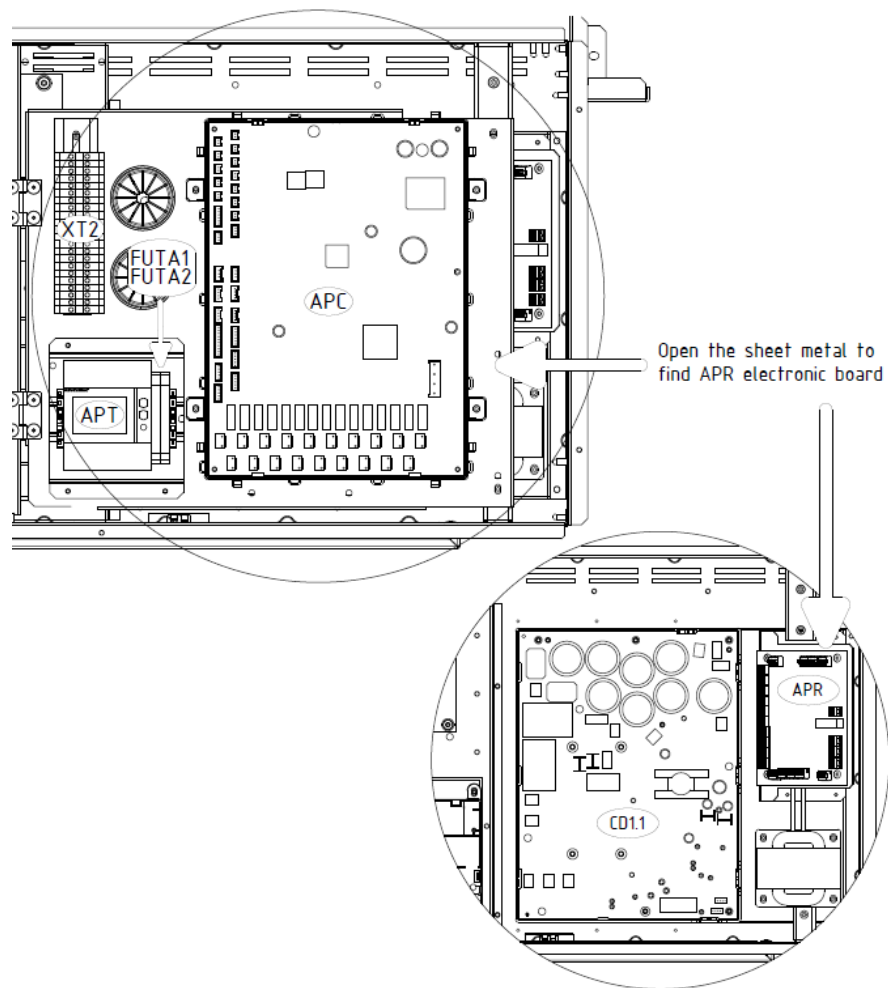 XT2
FUTA1
FUTA2
APC
APT
Open the sheet metal to
find APR electronic board
APR
CD1.1